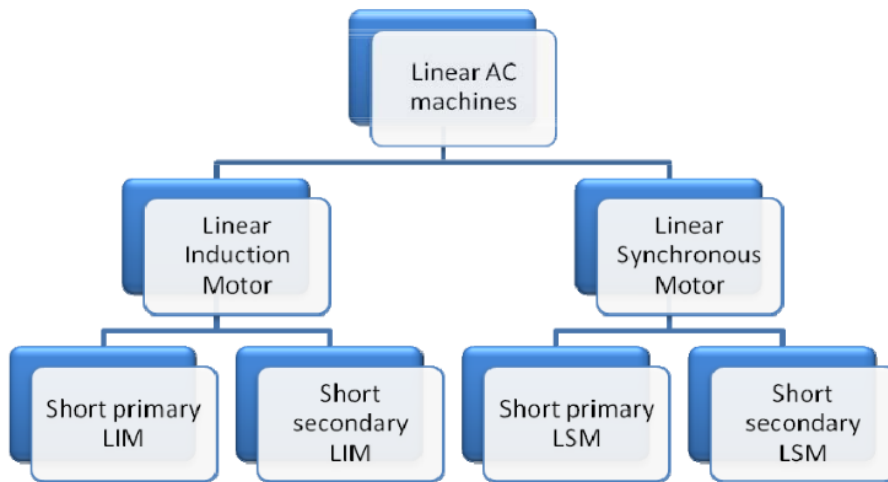 Linear AC
machines
Linear
Induction
Motor
Linear
Synchronous
Motor
Short primary
LIM
Short
secondary
LIM
Short primary
LSM
Short
secondary
LSM